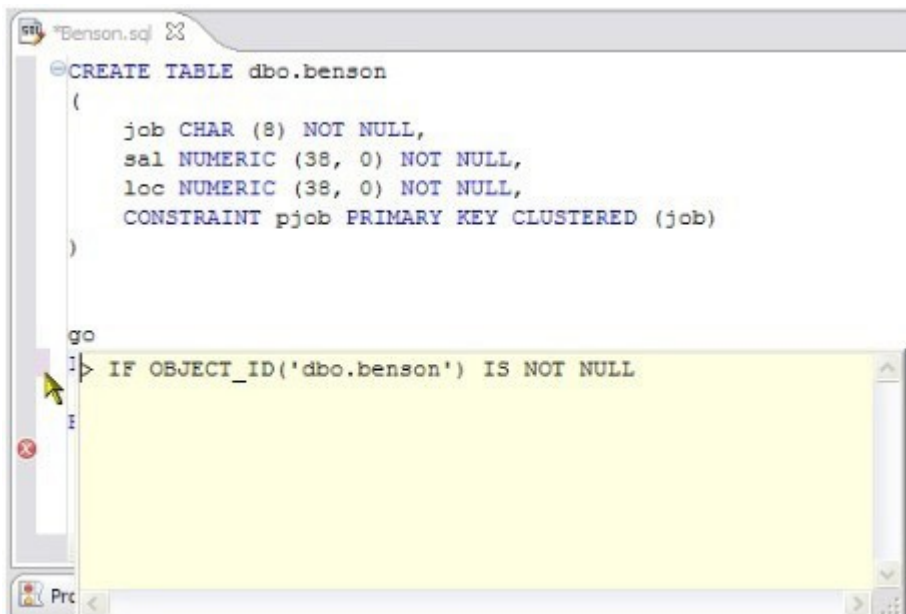 *Benson.sql
CREATE TABLE dbo.benson
(
job CHAR (8) NOT NULL,
sal NUMERIC (38, 0) NOT NULL,
loc NUMERIC (38, 0) NOT NULL,
CONSTRAINT pjob PRIMARY KEY CLUSTERED (job)
)
go
> IF OBJECT_ID('dbo.benson') IS NOT NULL